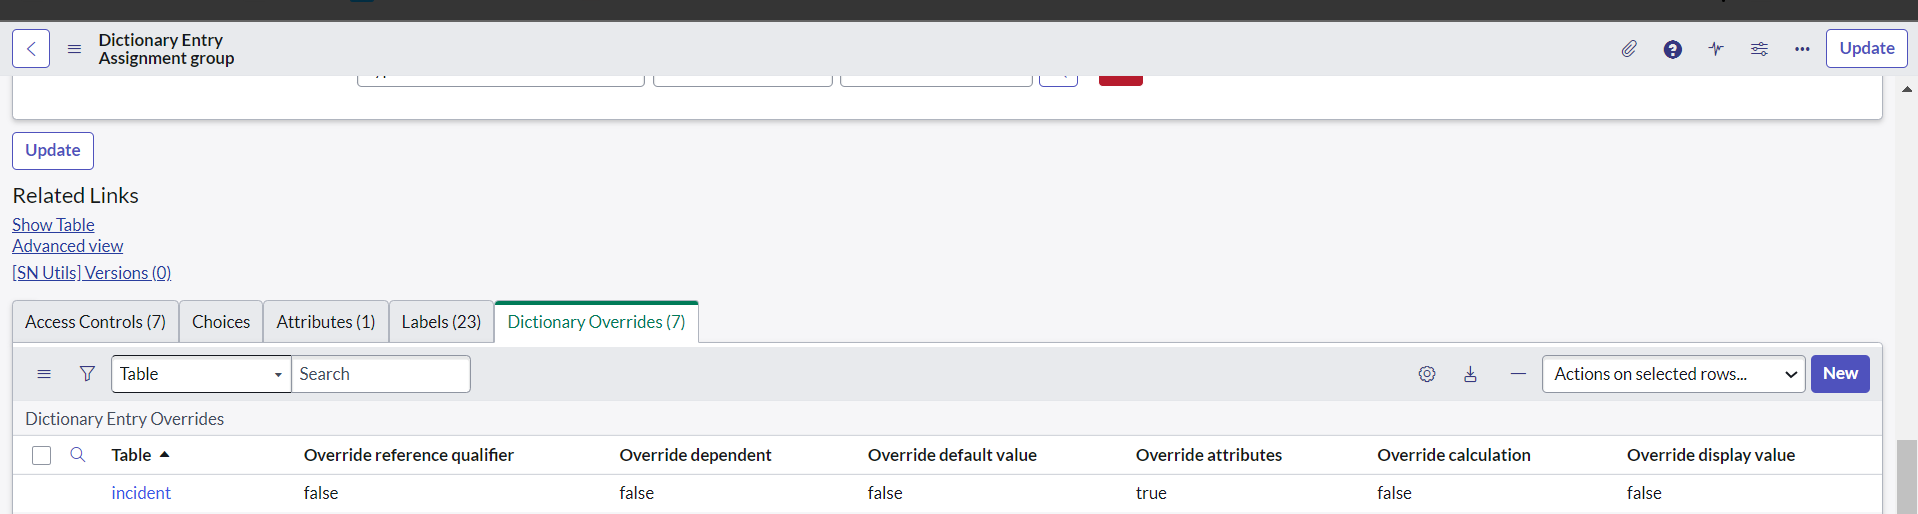 Dictionary Entry
Assignment group
Update
Update
Related Links
Show Table
Advanced view
[SN Utils] Versions (0)
Access Controls (7) Choices Attributes (1) Labels (23) Dictionary Overrides (7)
Table Search Actions on selected rows... New
Dictionary Entry Overrides
Table Override reference qualifier Override dependent Override default value Override attributes Override calculation Override display value
incident false false false true false false